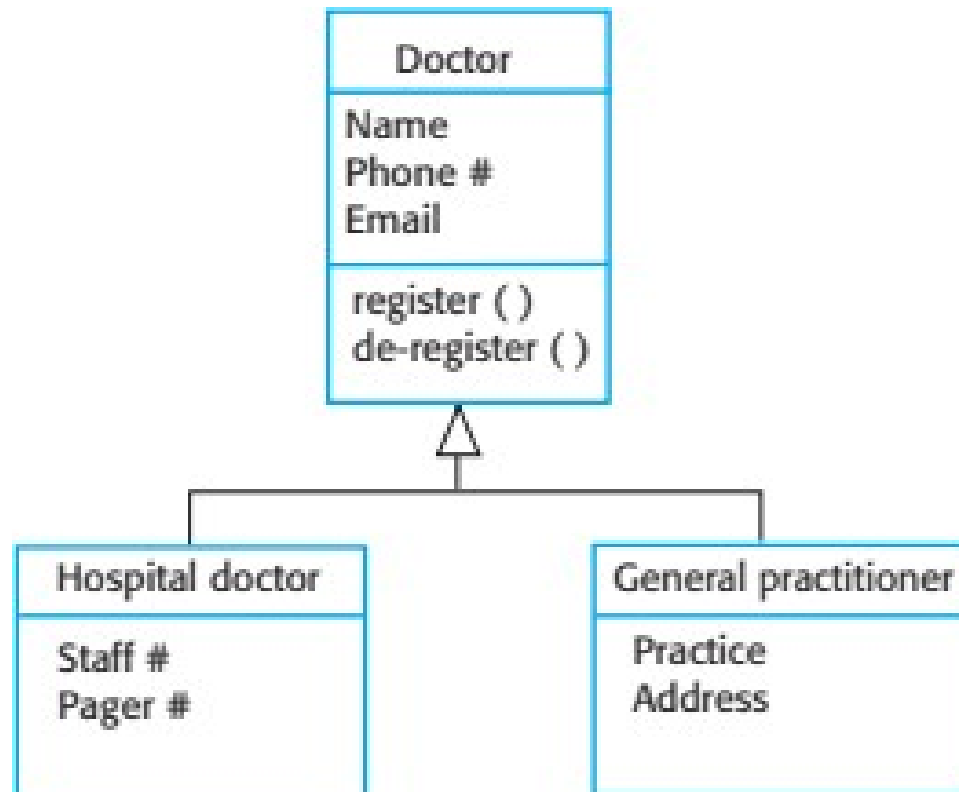 Doctor
Name
Phone #
Email
register ( )
de-register ( )
Hospital doctor
Staff #
Pager #
General practitioner
Practice
Address